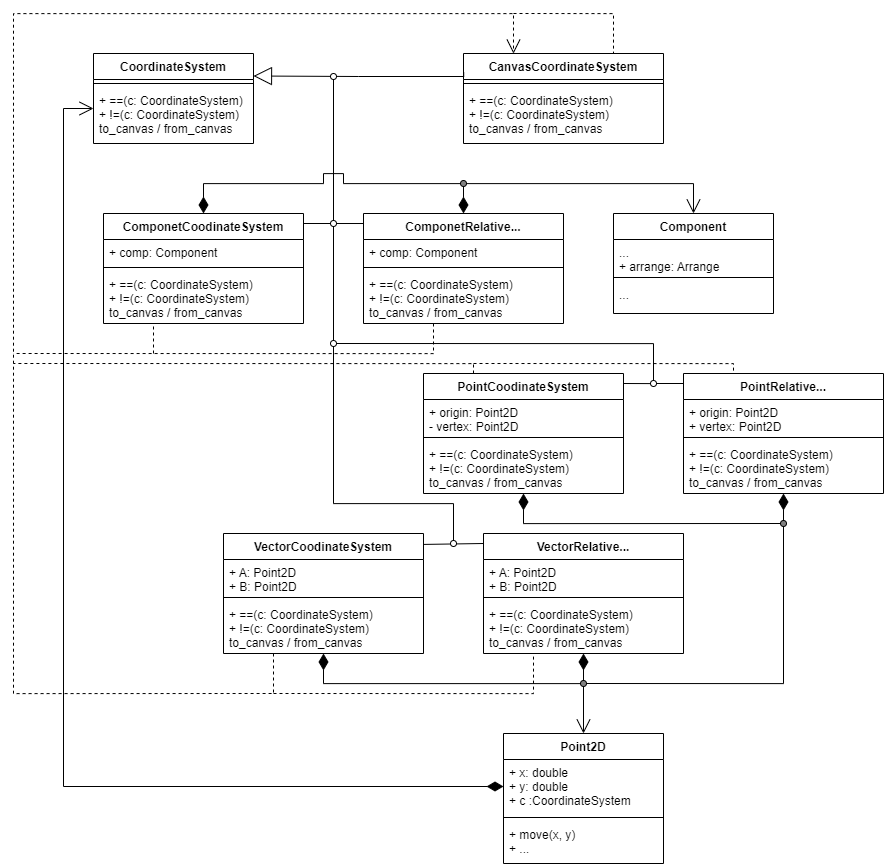 CoordinateSystem
+ ==(c: CoordinateSystem)
+ !=(c: CoordinateSystem)
to_canvas / from_canvas
CanvasCoordinateSystem
+ ==(c: CoordinateSystem)
+ !=(c: CoordinateSystem)
to_canvas / from_canvas
ComponetCoodinateSystem
+ comp: Component
+ ==(c: CoordinateSystem)
+ !=(c: CoordinateSystem)
to_canvas / from_canvas
ComponetRelative...
+ comp: Component
+ ==(c: CoordinateSystem)
+ !=(c: CoordinateSystem)
to_canvas / from_canvas
Component
...
+ arrange: Arrange
...
PointCoodinateSystem
+ origin: Point2D
- vertex: Point2D
+ ==(c: CoordinateSystem)
+ !=(c: CoordinateSystem)
to_canvas / from_canvas
PointRelative...
+ origin: Point2D
+ vertex: Point2D
+ ==(c: CoordinateSystem)
+ !=(c: CoordinateSystem)
to_canvas / from_canvas
VectorCoodinateSystem
+ A: Point2D
+ B: Point2D
+ ==(c: CoordinateSystem)
+ !=(c: CoordinateSystem)
to_canvas / from_canvas
VectorRelative...
+ A: Point2D
+ B: Point2D
+ ==(c: CoordinateSystem)
+ !=(c: CoordinateSystem)
to_canvas / from_canvas
Point2D
+ x: double
+ y: double
+ c :CoordinateSystem
+ move(x, y)
+ ...